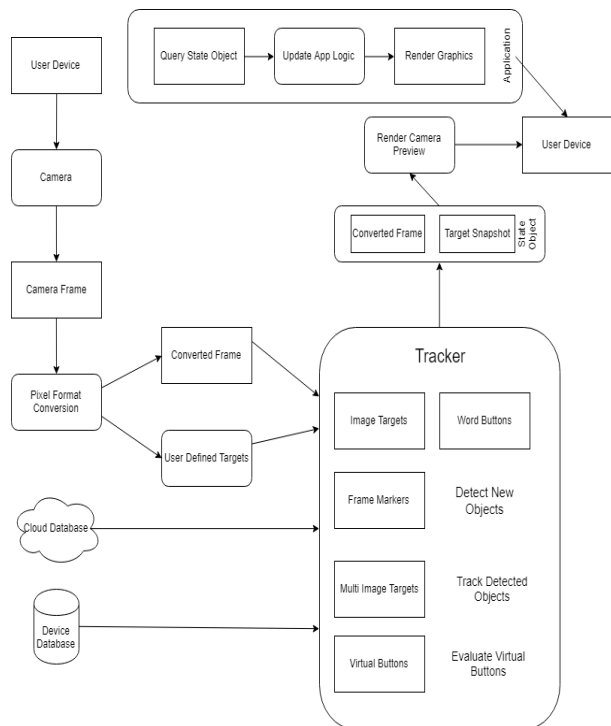 Query State Object
Update App Logic
Render Graphics
Application
User Device
Render Camera
Preview
User Device
Camera
Converted Frame
Target Snapshot
State
Object
Camera Frame
Tracker
Converted Frame
Pixel Format
Conversion
Image Targets
Word Buttons
User Defined Targets
Frame Markers
Detect New
Objects
Cloud Database
Multi Image Targets
Track Detected
Objects
Device
Database
Virtual Buttons
Evaluate Virtual
Buttons